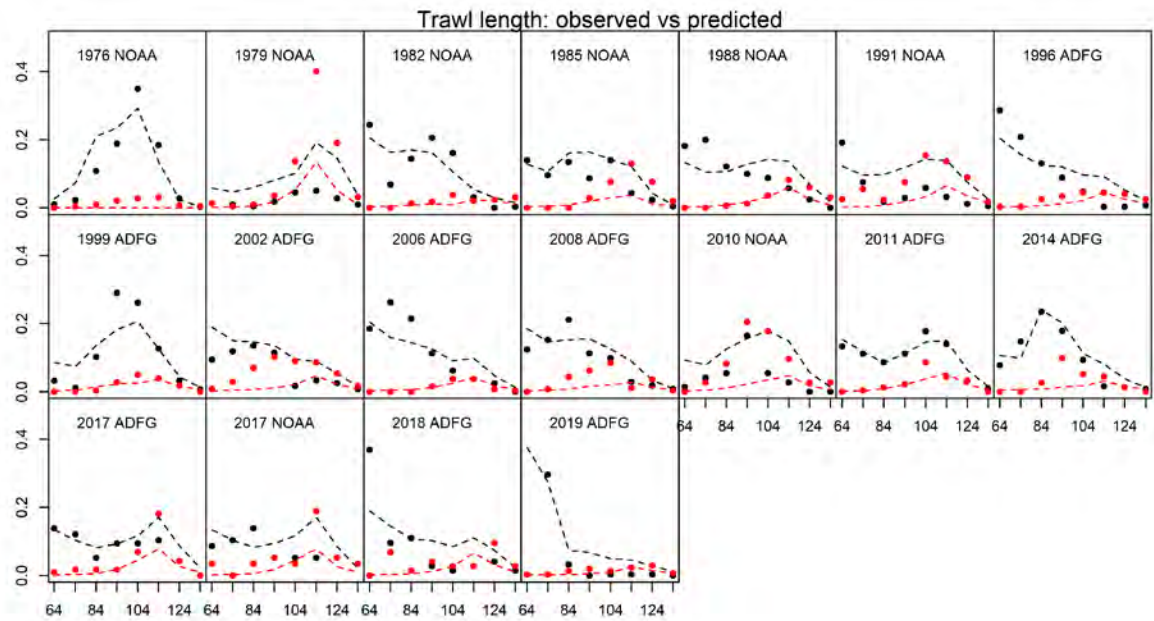 Trawl length: observed vs predicted
1976 NOAA 1979 NOAA 1982 NOAA 1985 NOAA 1988 NOAA 1991 NOAA 1996 ADFG
0.4
0.2
0.0
1999 ADFG 2002 ADFG 2006 ADFG 2008 ADFG 2010 NOAA 2011 ADFG 2014 ADFG
0.4
0.2
0.0
64 84 104 124 64 84 104 124 64 84 104 124
2017 ADFG 2017 NOAA 2018 ADFG 2019 ADFG
0.4
0.2
0.0
64 84 104 124 64 84 104 124 64 84 104 124 64 84 104 124